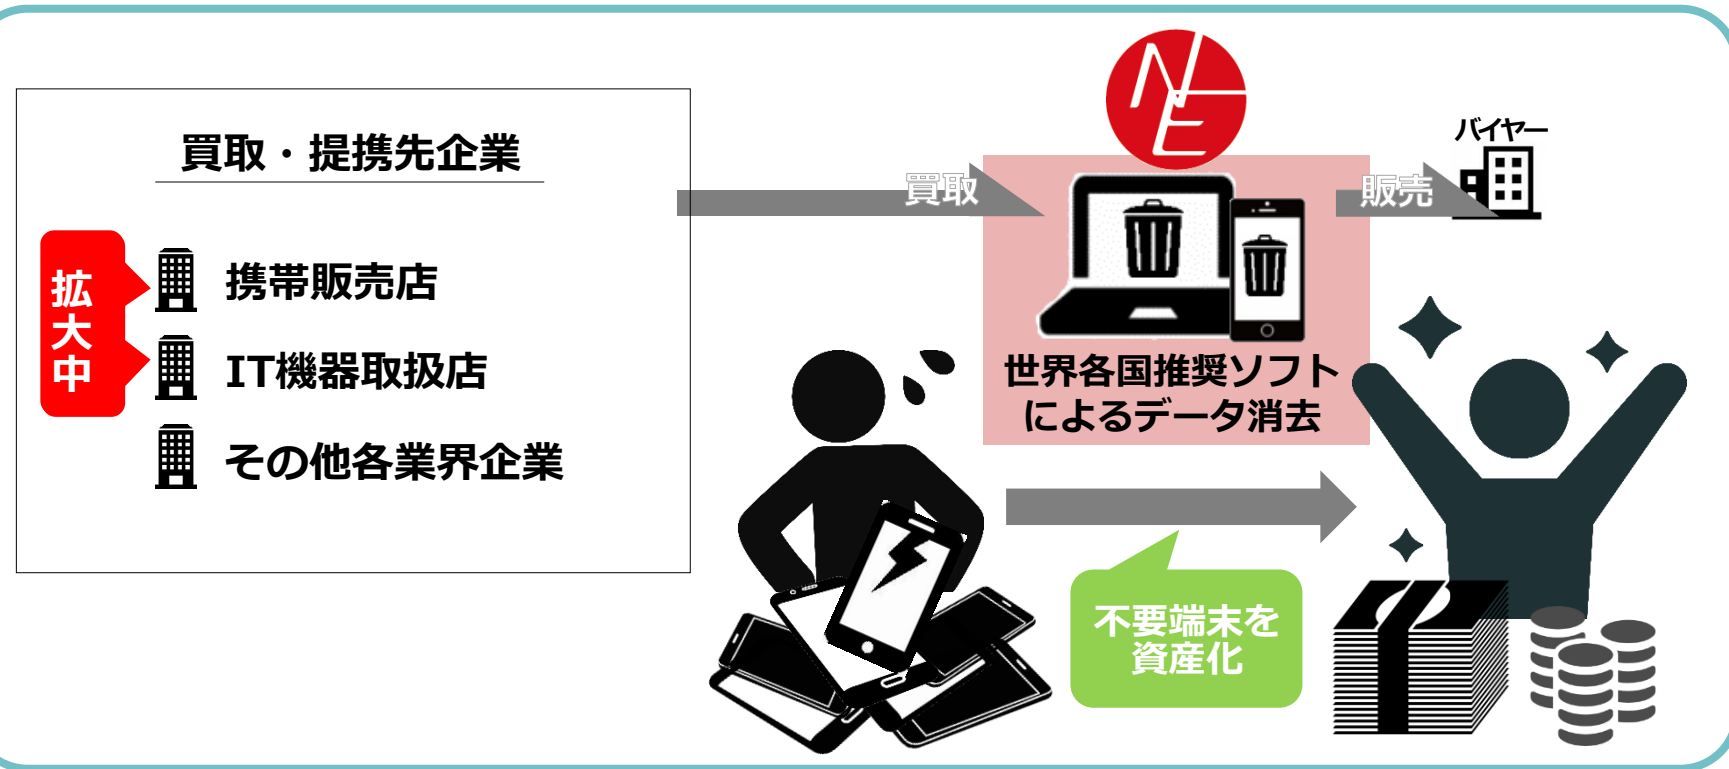 買取・提携先企業
拡大中
携帯販売店
IT機器取扱店
その他各業界企業
買取
NE
販売
バイヤー
世界各国推奨ソフト
によるデータ消去
不要端末を
資産化